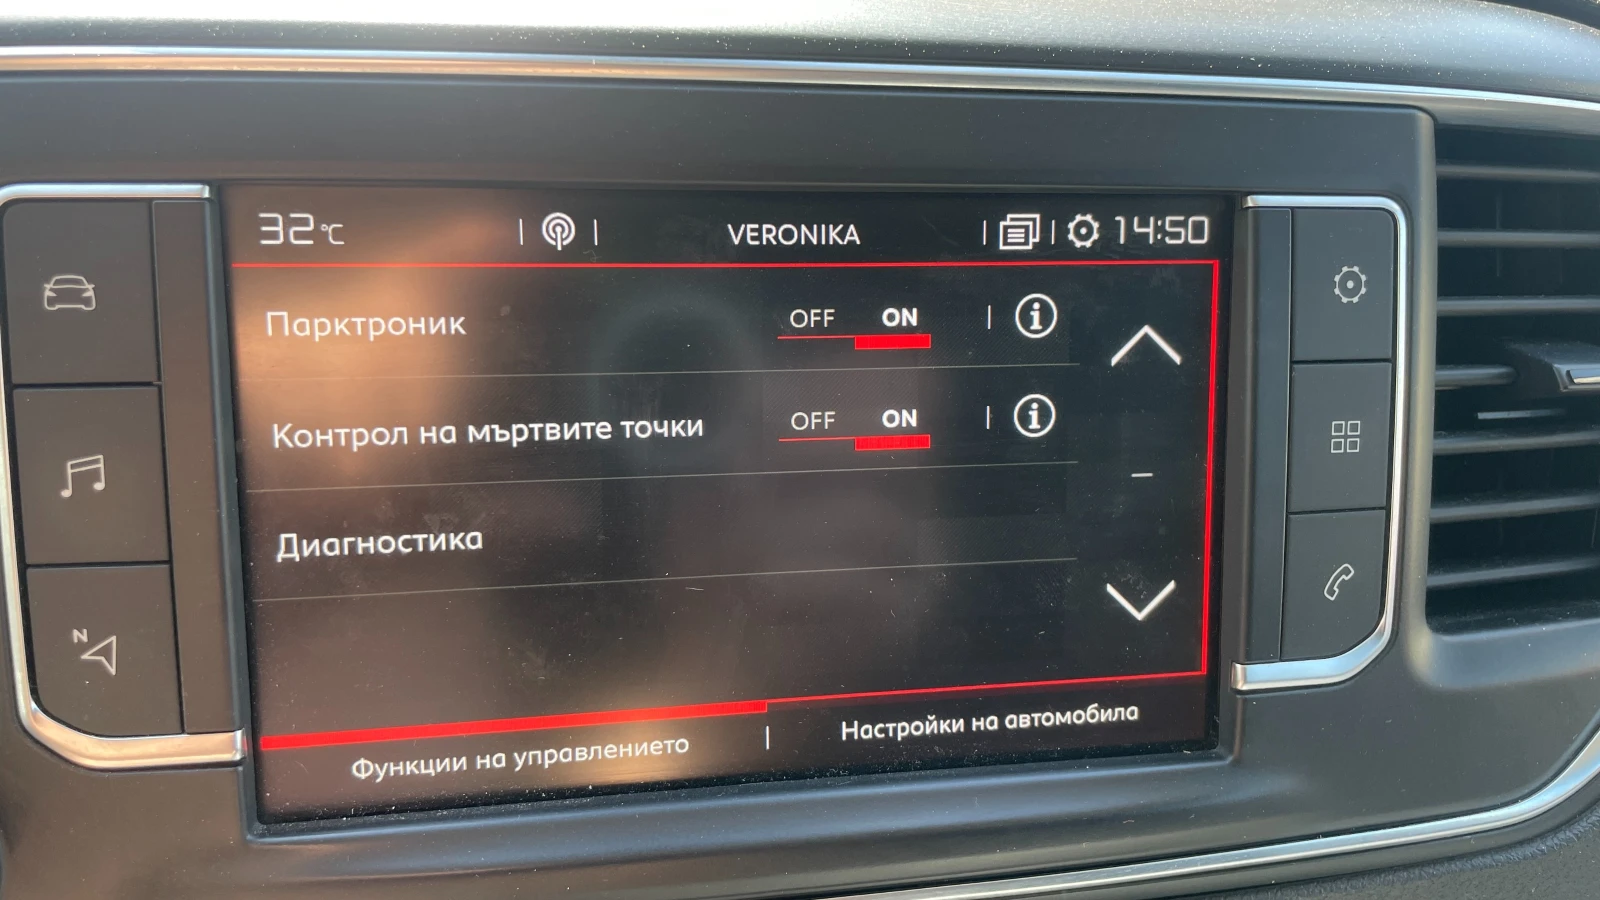 32°C VERONIKA 14:50
Парктроник OFF ON
Контрол на мъртвите точки OFF ON
Диагностика
Функции на управлението Настройки на автомобила
N